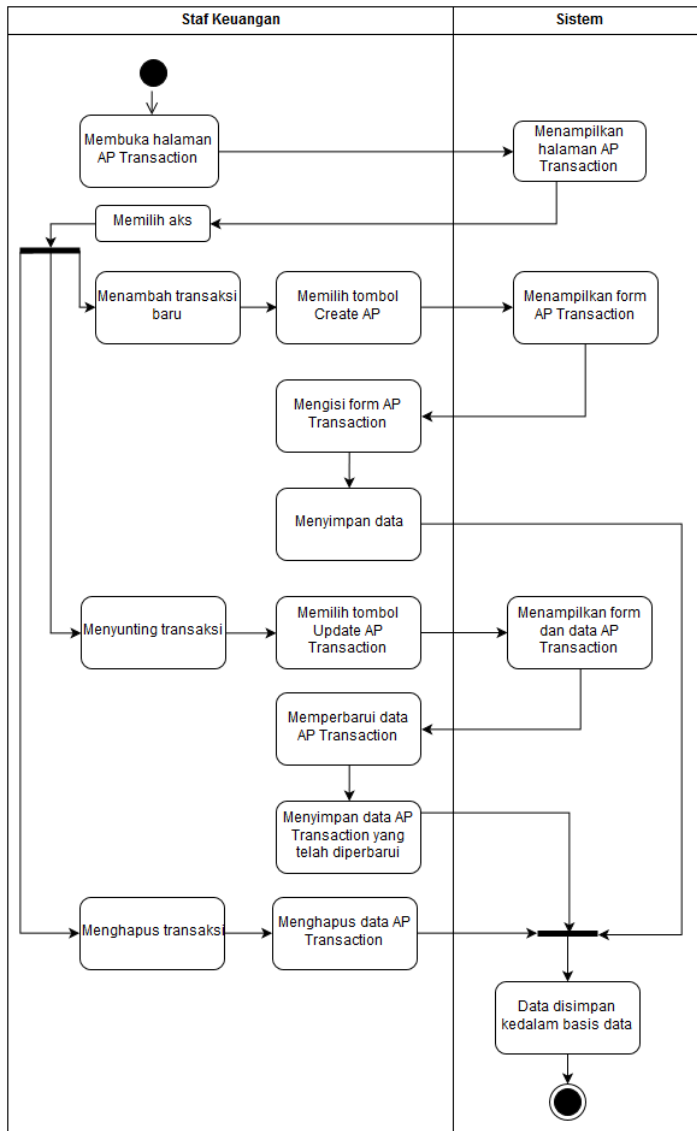 Staf Keuangan
Sistem
Membuka halaman
AP Transaction
Menampilkan
halaman AP
Transaction
Memilih aks
Menambah transaksi
baru
Memilih tombol
Create AP
Menampilkan form
AP Transaction
Mengisi form AP
Transaction
Menyimpan data
Menyunting transaksi
Memilih tombol
Update AP
Transaction
Menampilkan form
dan data AP
Transaction
Memperbarui data
AP Transaction
Menyimpan data AP
Transaction yang
telah diperbarui
Menghapus transaksi
Menghapus data AP
Transaction
Data disimpan
kedalam basis data